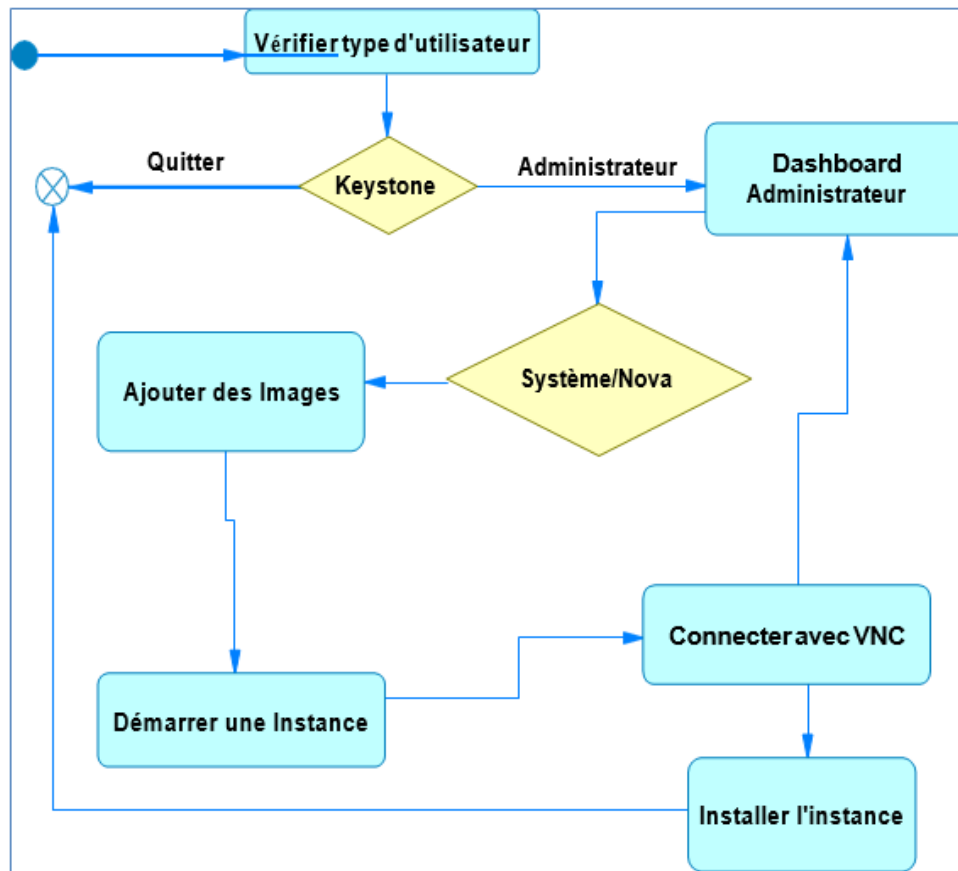 Vérifier type d'utilisateur
Quitter
Keystone
Administrateur
Dashboard
Administrateur
Système/Nova
Ajouter des Images
Connecter avec VNC
Démarrer une Instance
Installer l'instance